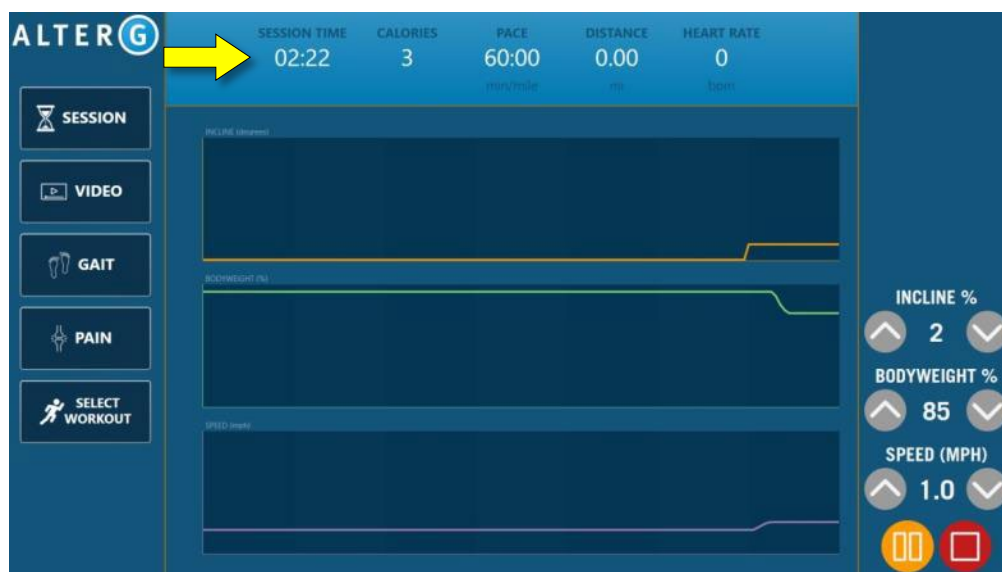 ALTERG
SESSION TIME CALORIES PACE DISTANCE HEART RATE
02:22 3 60:00 0.00 0
min/mile mi bpm
SESSION
VIDEO
GAIT
PAIN
SELECT
WORKOUT
INCLINE (degrees)
BODYWEIGHT (%)
SPEED (mph)
INCLINE %
2
BODYWEIGHT %
85
SPEED (MPH)
1.0